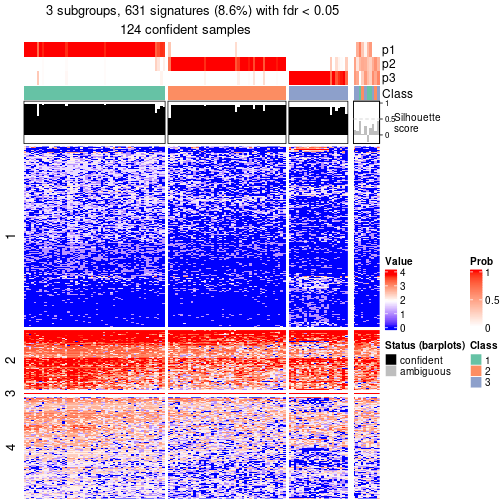 3 subgroups, 631 signatures (8.6%) with fdr < 0.05
124 confident samples
p1
p2
p3
Class
1
0.5
0
Silhouette
score
1
2
3
4
Value
4
3
2
1
0
Prob
1
0.5
0
Status (barplots)
confident
ambiguous
Class
1
2
3